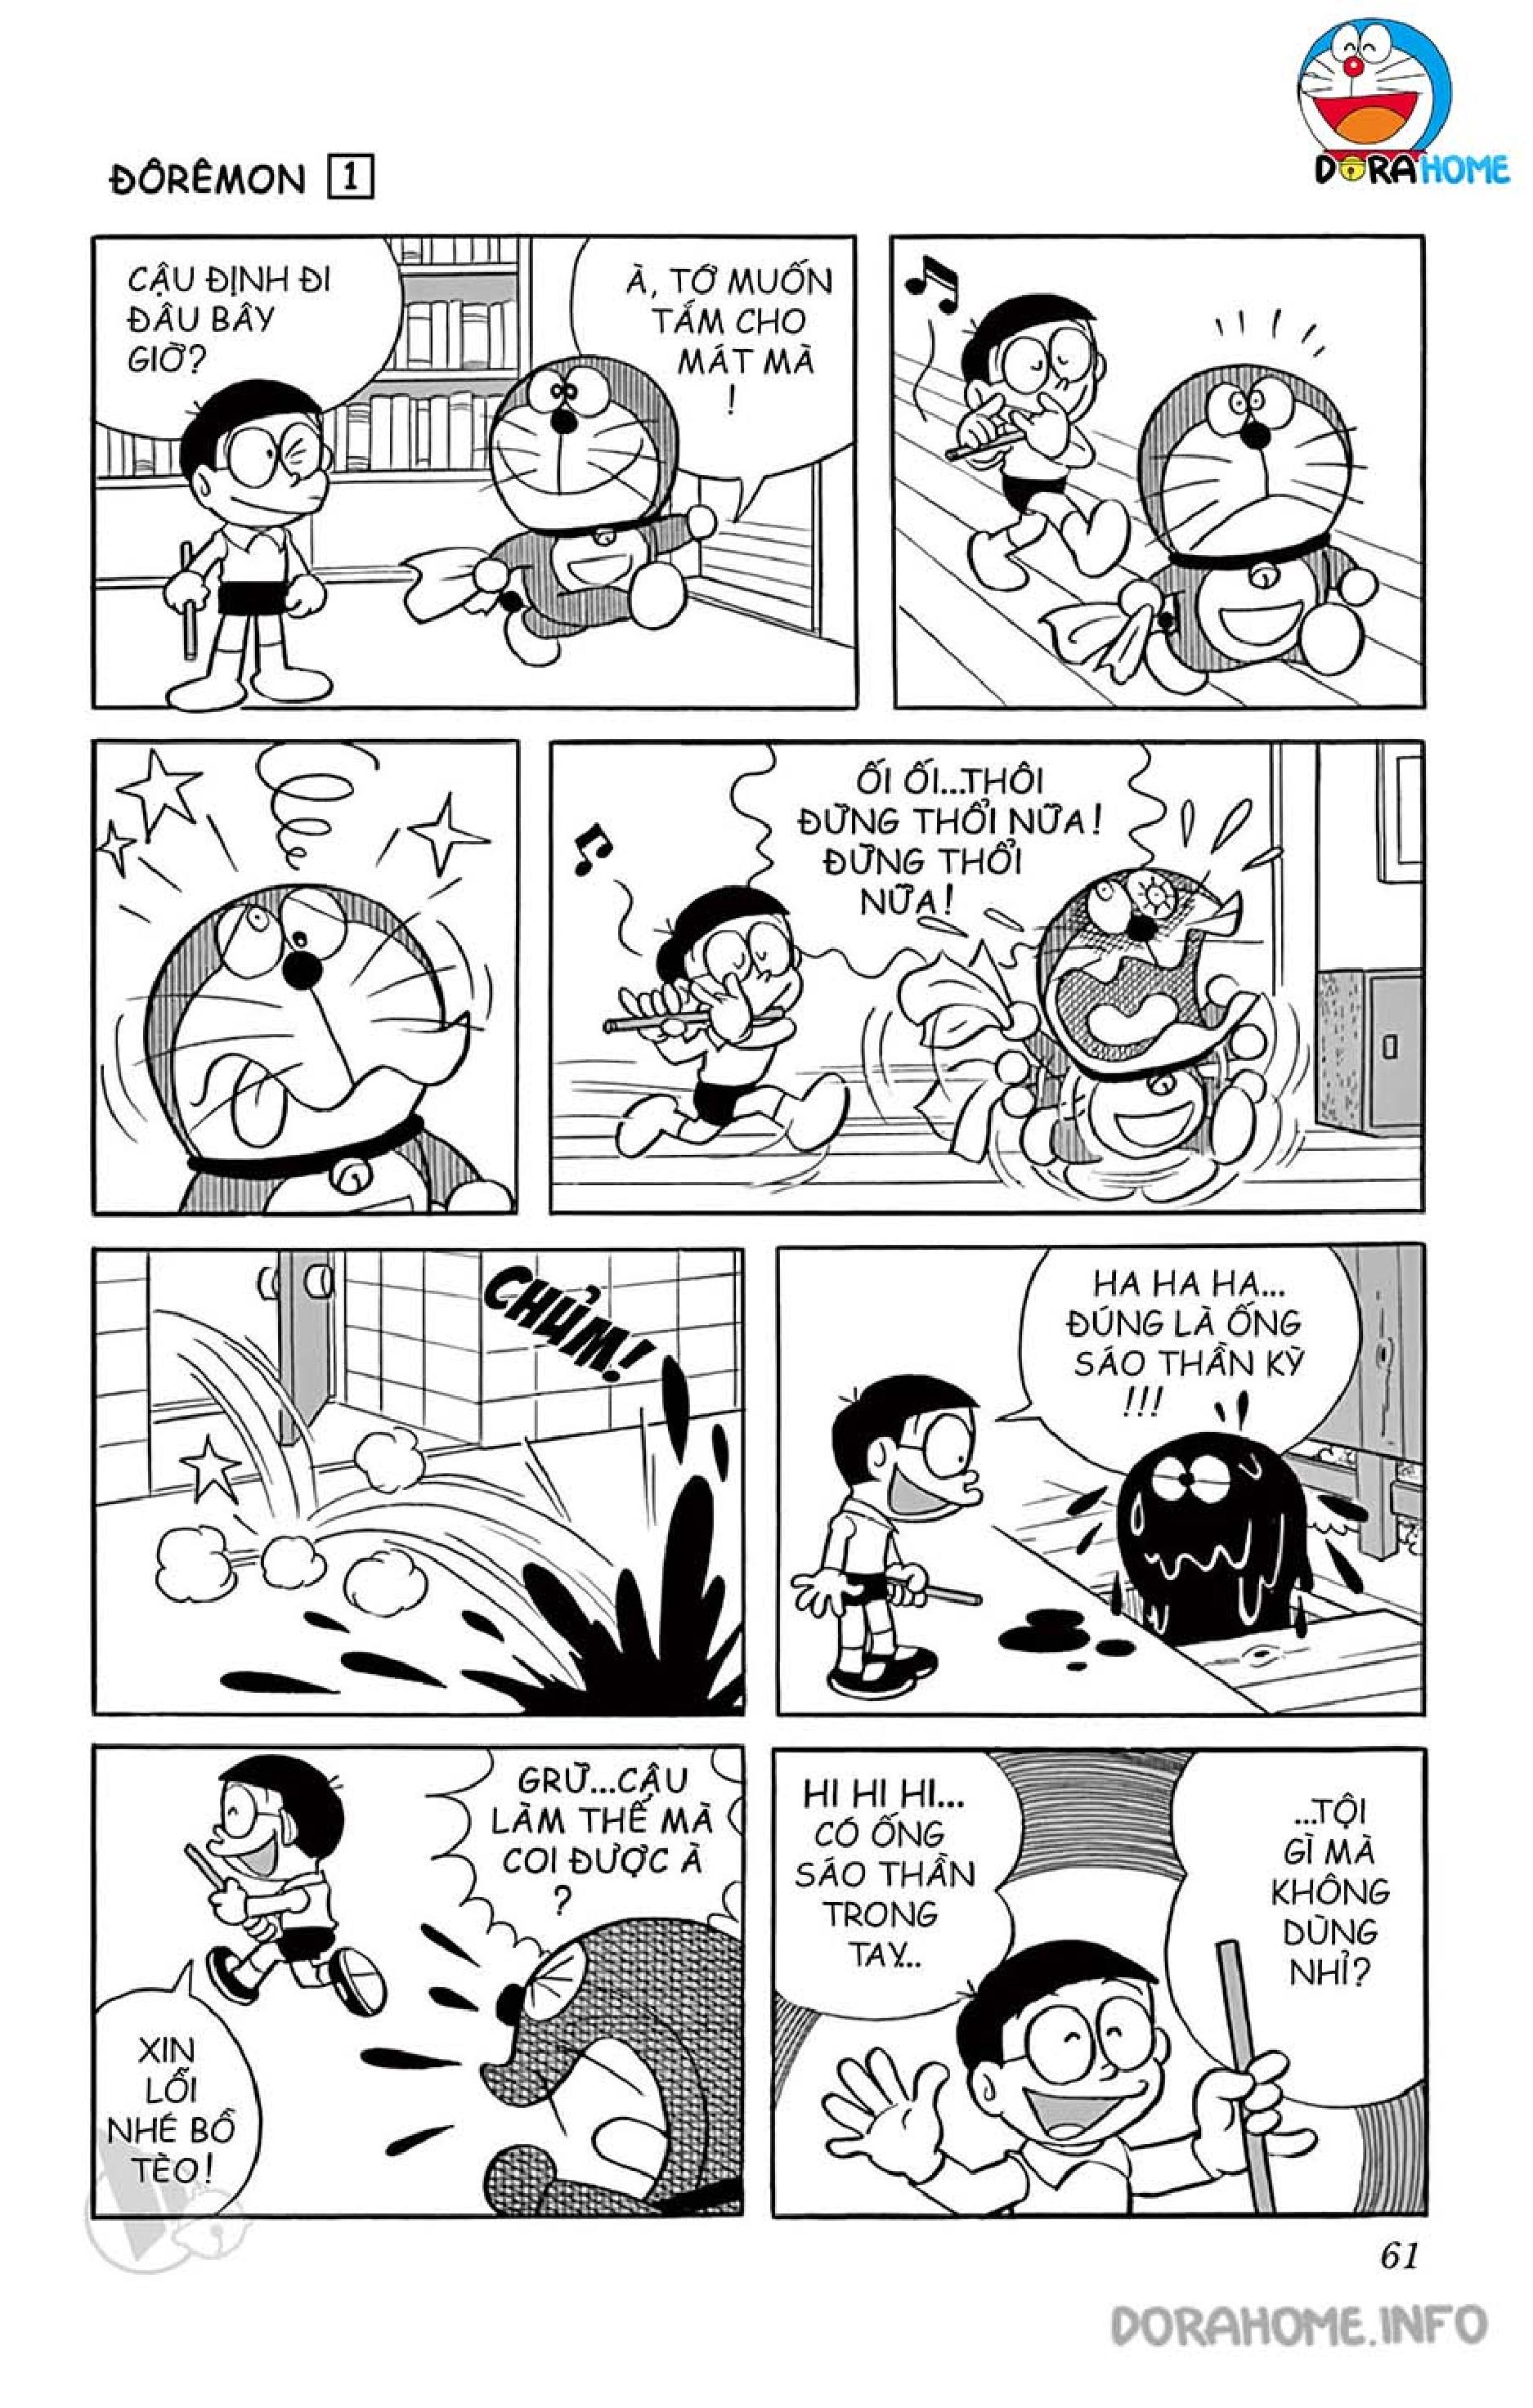 DORAHOME
ĐÔRÊMON 1
CẬU ĐỊNH ĐI
ĐÂU BÂY
GIỜ?
À, TỚ MUỐN
TẮM CHO
MÁT MÀ
!
ỐI ỐI...THÔI
ĐỪNG THỔI NỮA!
ĐỪNG THỔI
NỮA!
CHỦM!
HA HA HA...
ĐÚNG LÀ ỐNG
SÁO THẦN KỲ
!!!
GRỪ...CẬU
LÀM THẾ MÀ
COI ĐƯỢC À
?
XIN
LỖI
NHÉ BỒ
TÈO!
HI HI HI...
CÓ ỐNG
SÁO THẦN
TRONG
TAY...
...TỘI
GÌ MÀ
KHÔNG
DÙNG
NHỈ?
61
DORAHOME.INFO